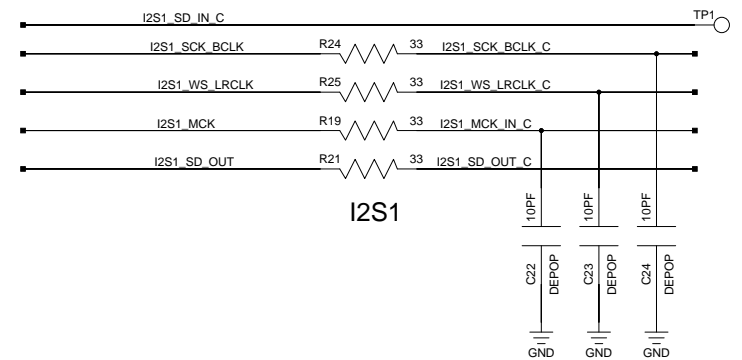 I2S1_SD_IN_C TP1
I2S1_SCK_BCLK R24 33 I2S1_SCK_BCLK_C
I2S1_WS_LRCLK R25 33 I2S1_WS_LRCLK_C
I2S1_MCK R19 33 I2S1_MCK_IN_C
I2S1_SD_OUT R21 33 I2S1_SD_OUT_C
I2S1
10PF 10PF 10PF
C22 DEPOP C23 DEPOP C24 DEPOP
GND GND GND